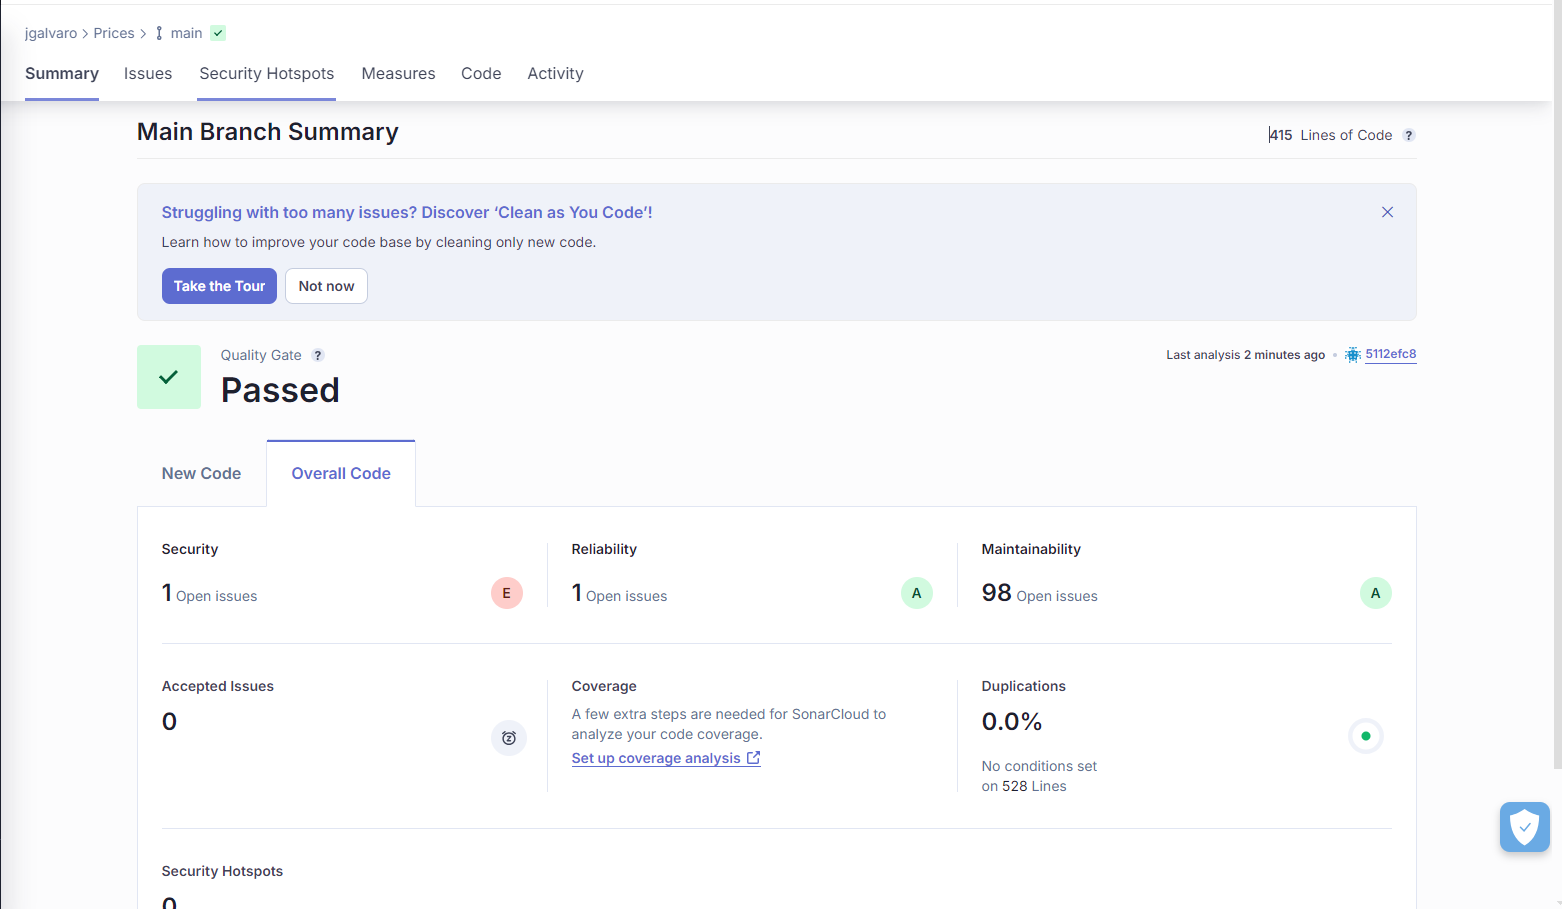 jgalvaro > Prices > main
Summary Issues Security Hotspots Measures Code Activity
Main Branch Summary
415 Lines of Code ?
Struggling with too many issues? Discover ‘Clean as You Code’!
Learn how to improve your code base by cleaning only new code.
Take the Tour Not now
Quality Gate ?
Passed
Last analysis 2 minutes ago • 5112efc8
New Code Overall Code
Security
1 Open issues E
Reliability
1 Open issues A
Maintainability
98 Open issues A
Accepted Issues
0
Coverage
A few extra steps are needed for SonarCloud to
analyze your code coverage.
Set up coverage analysis
Duplications
0.0%
No conditions set
on 528 Lines
Security Hotspots
0